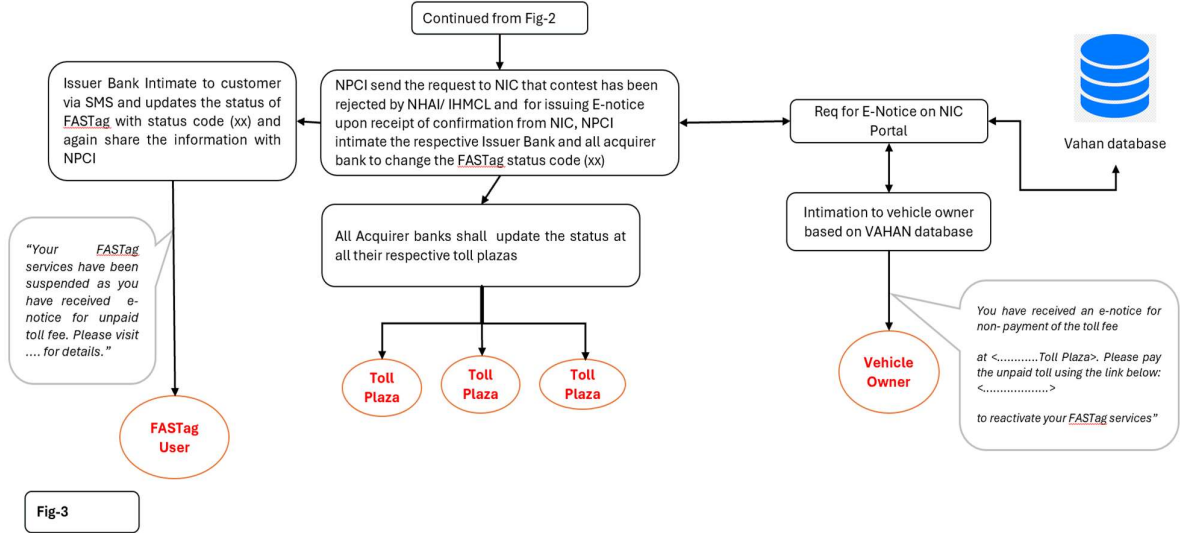 Continued from Fig-2
Issuer Bank Intimate to customer
via SMS and updates the status of
FASTag with status code (xx) and
again share the information with
NPCI
NPCI send the request to NIC that contest has been
rejected by NHAI/ IHMCL and for issuing E-notice
upon receipt of confirmation from NIC, NPCI
intimate the respective Issuer Bank and all acquirer
bank to change the FASTag status code (xx)
Req for E-Notice on NIC
Portal
Vahan database
All Acquirer banks shall update the status at
all their respective toll plazas
Intimation to vehicle owner
based on VAHAN database
“Your FASTag
services have been
suspended as you
have received e-
notice for unpaid
toll fee. Please visit
.... for details.”
You have received an e-notice for
non- payment of the toll fee
at <............Toll Plaza>. Please pay
the unpaid toll using the link below:
<...................>
to reactivate your FASTag services”
Toll
Plaza
Toll
Plaza
Toll
Plaza
Vehicle
Owner
FASTag
User
Fig-3